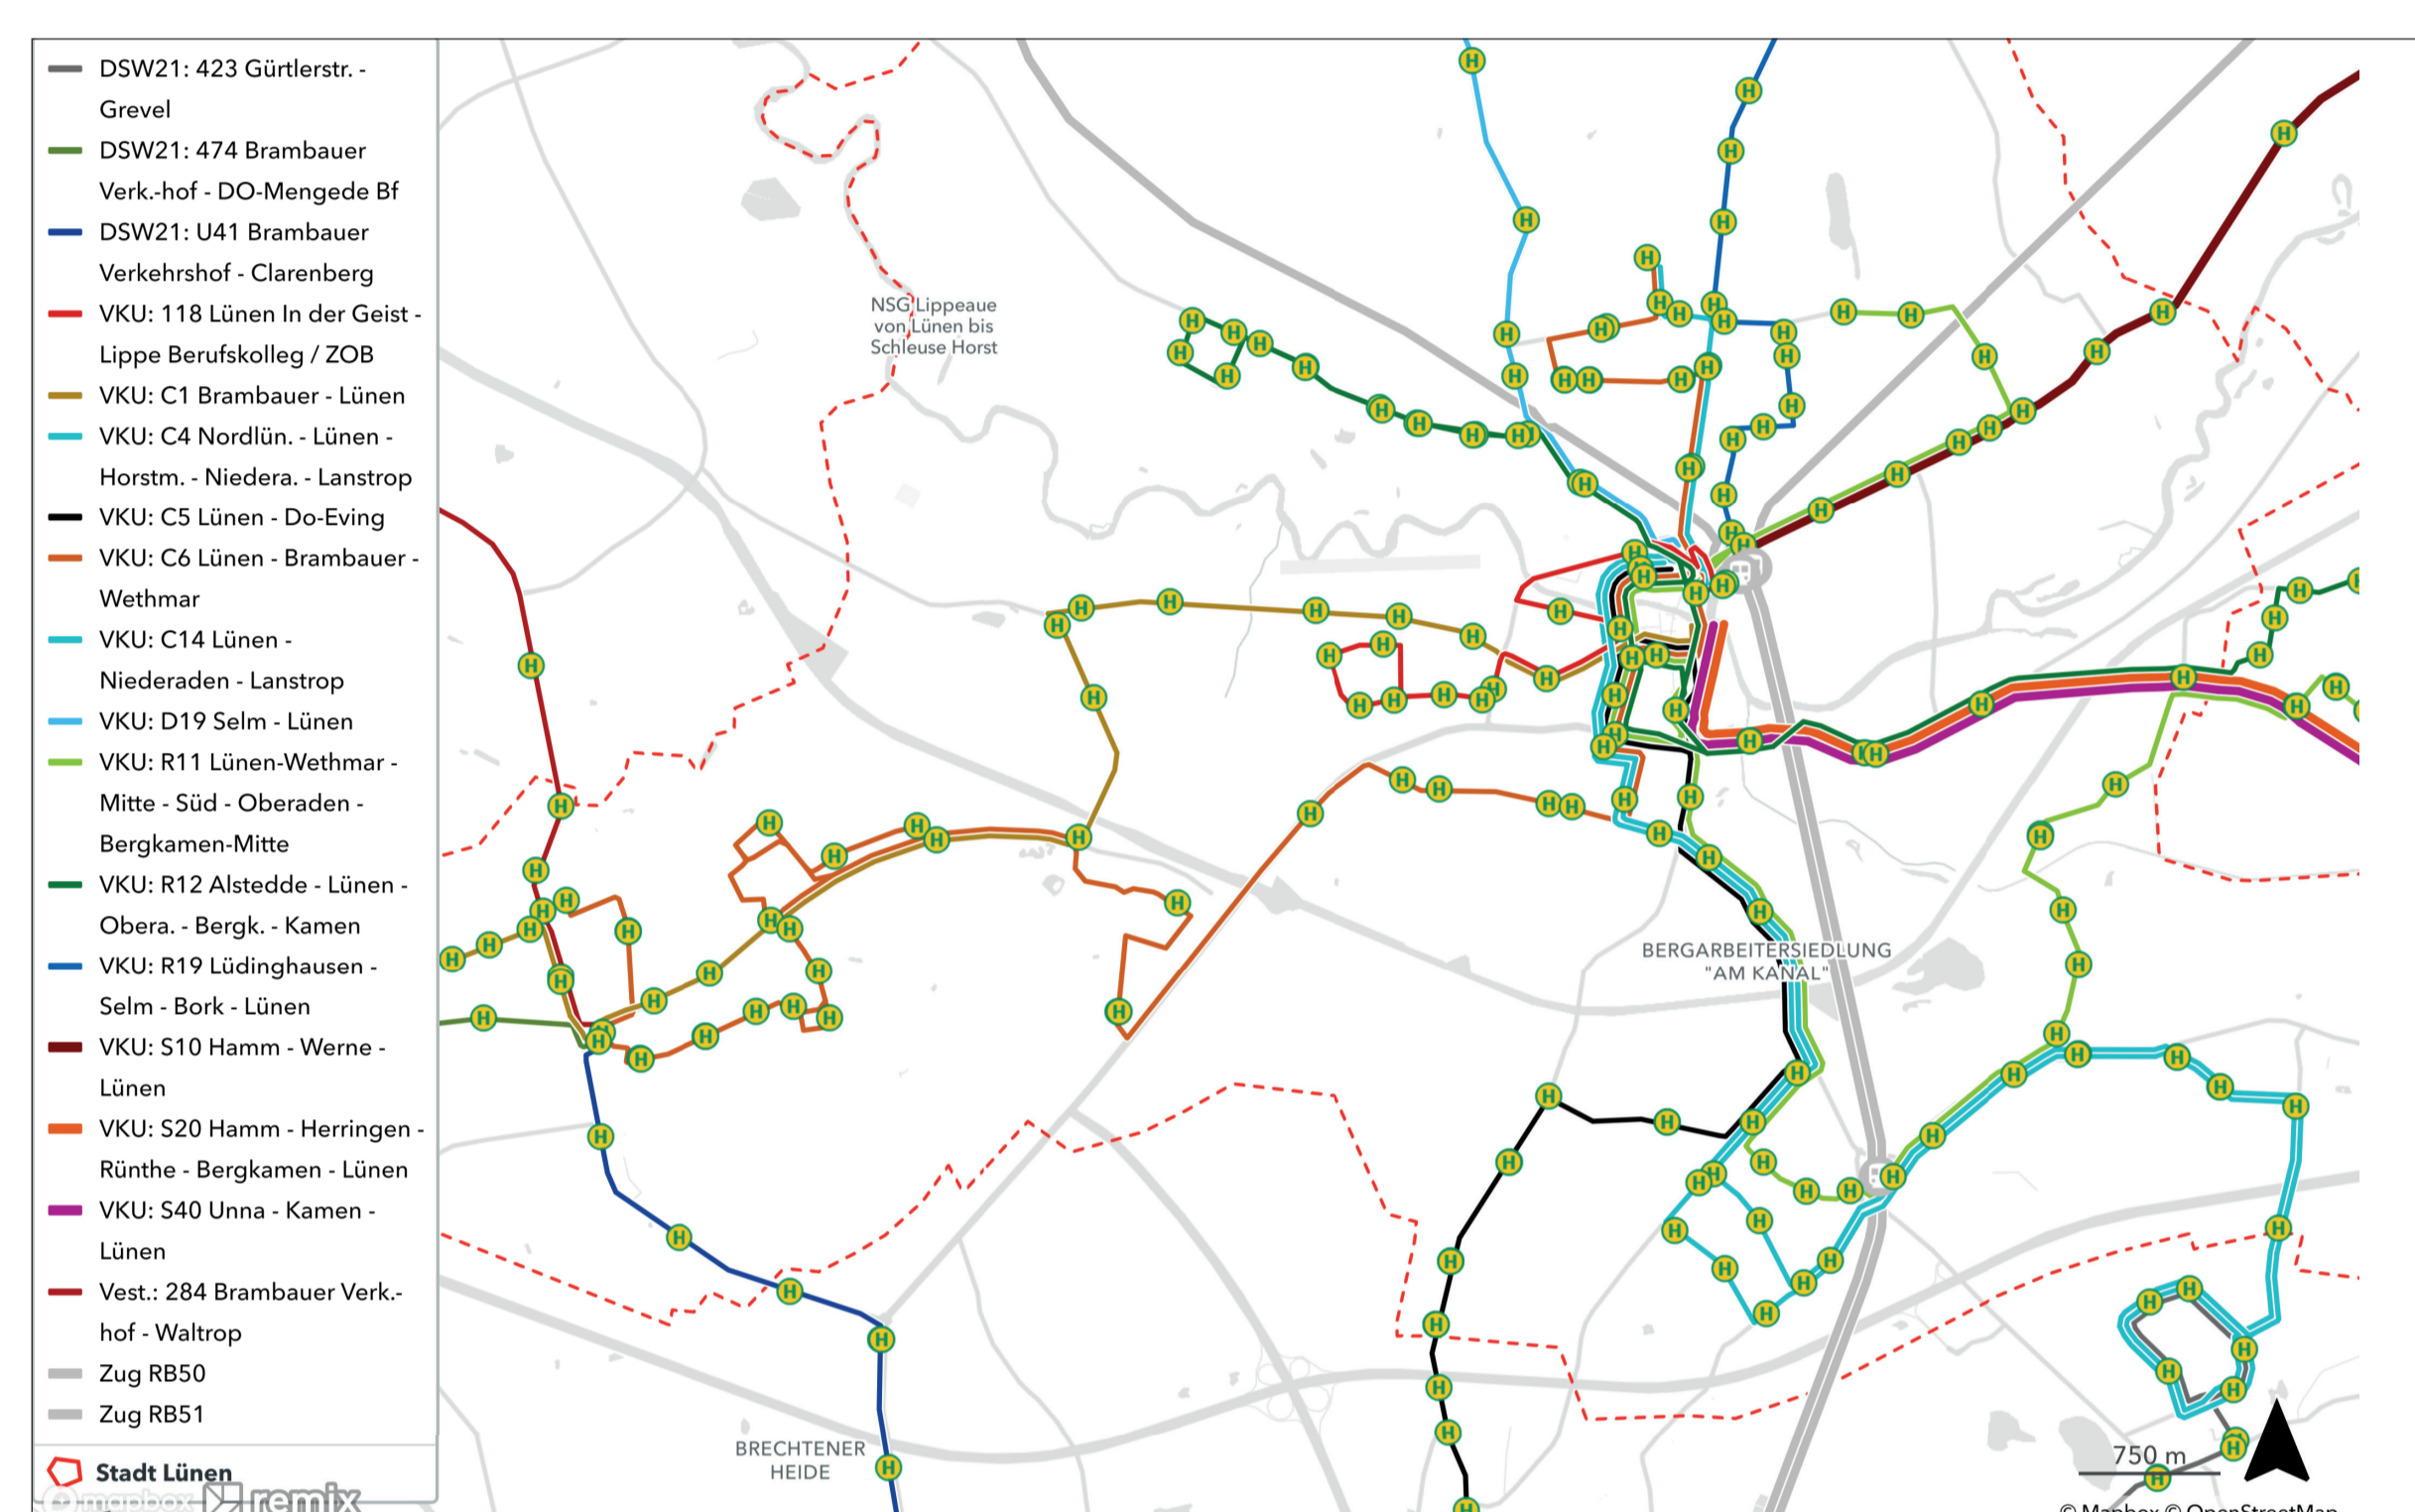 DSW21: 423 Gürtlerstr. -
Grevel
DSW21: 474 Brambauer
Verk.-hof - DO-Mengede Bf
DSW21: U41 Brambauer
Verkehrshof - Clarenberg
VKU: 118 Lünen In der Geist -
Lippe Berufskolleg / ZOB
VKU: C1 Brambauer - Lünen
VKU: C4 Nordlün. - Lünen -
Horstm. - Niedera. - Lanstrop
VKU: C5 Lünen - Do-Eving
VKU: C6 Lünen - Brambauer -
Wethmar
VKU: C14 Lünen -
Niederaden - Lanstrop
VKU: D19 Selm - Lünen
VKU: R11 Lünen-Wethmar -
Mitte - Süd - Oberaden -
Bergkamen-Mitte
VKU: R12 Alstedde - Lünen -
Obera. - Bergk. - Kamen
VKU: R19 Lüdinghausen -
Selm - Bork - Lünen
VKU: S10 Hamm - Werne -
Lünen
VKU: S20 Hamm - Herringen -
Rünthe - Bergkamen - Lünen
VKU: S40 Unna - Kamen -
Lünen
Vest.: 284 Brambauer Verk.-
hof - Waltrop
Zug RB50
Zug RB51
Stadt Lünen
mapbox remix
NSG Lippeaue
von Lünen bis
Schleuse Horst
BERGARBEITERSIEDLUNG
"AM KANAL"
BRECHTENER
HEIDE
750 m
© Mapbox © OpenStreetMap